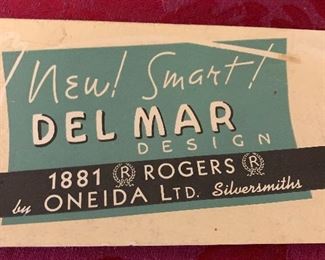 New! Smart!
DEL MAR
DESIGN
1881 R ROGERS R
by ONEIDA LTD. Silversmiths